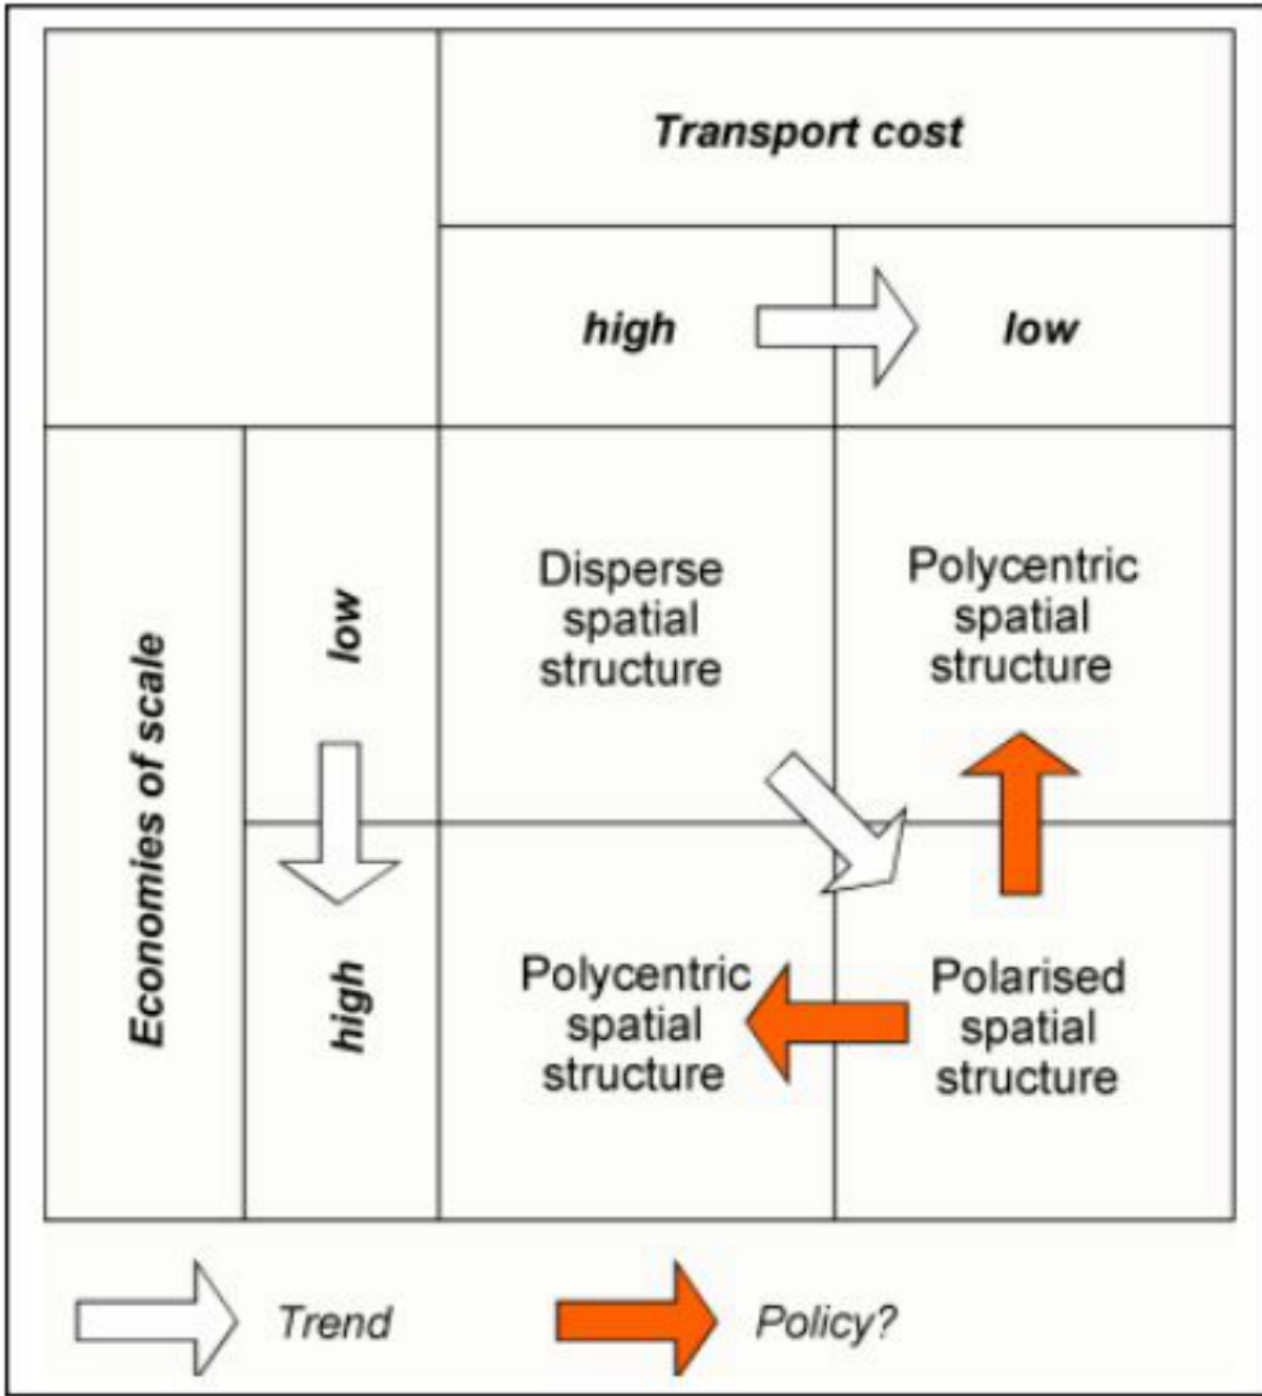 Transport cost
high
low
Economies of scale
low
high
Disperse
spatial
structure
Polycentric
spatial
structure
Polycentric
spatial
structure
Polarised
spatial
structure
Trend
Policy?